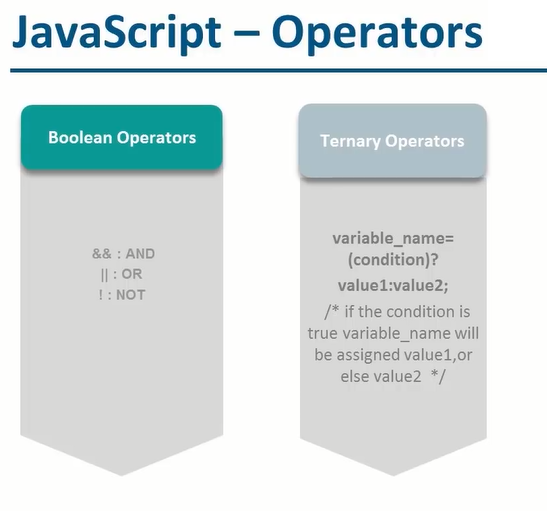 JavaScript – Operators
Boolean Operators
&& : AND
|| : OR
! : NOT
Ternary Operators
variable_name=
(condition)?
value1:value2;
/* if the condition is
true variable_name will
be assigned value1,or
else value2 */